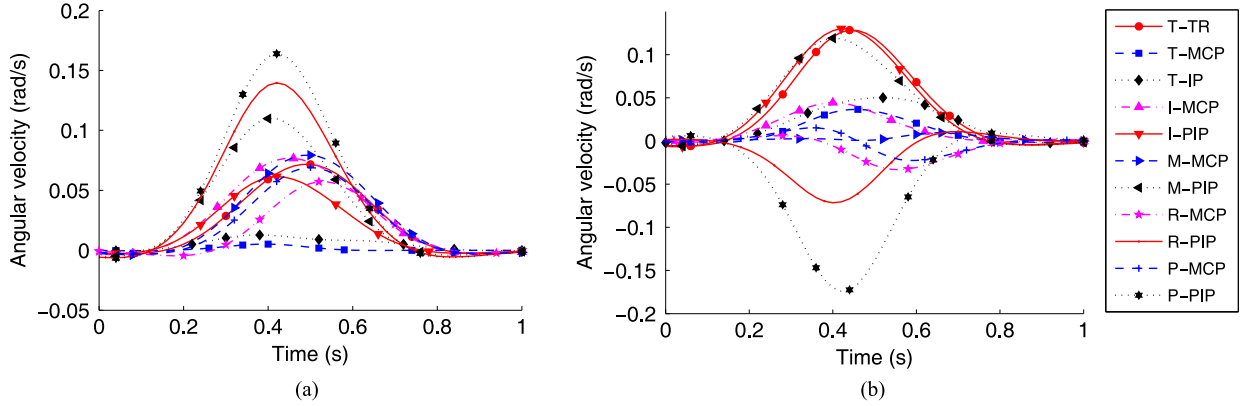 0.2
0.15
0.1
0.05
0
−0.05
Angular velocity (rad/s)
0 0.2 0.4 0.6 0.8 1
Time (s)
(a)
0.1
0.05
0
−0.05
−0.1
−0.15
−0.2
Angular velocity (rad/s)
0 0.2 0.4 0.6 0.8 1
Time (s)
(b)
T−TR
T−MCP
T−IP
I−MCP
I−PIP
M−MCP
M−PIP
R−MCP
R−PIP
P−MCP
P−PIP